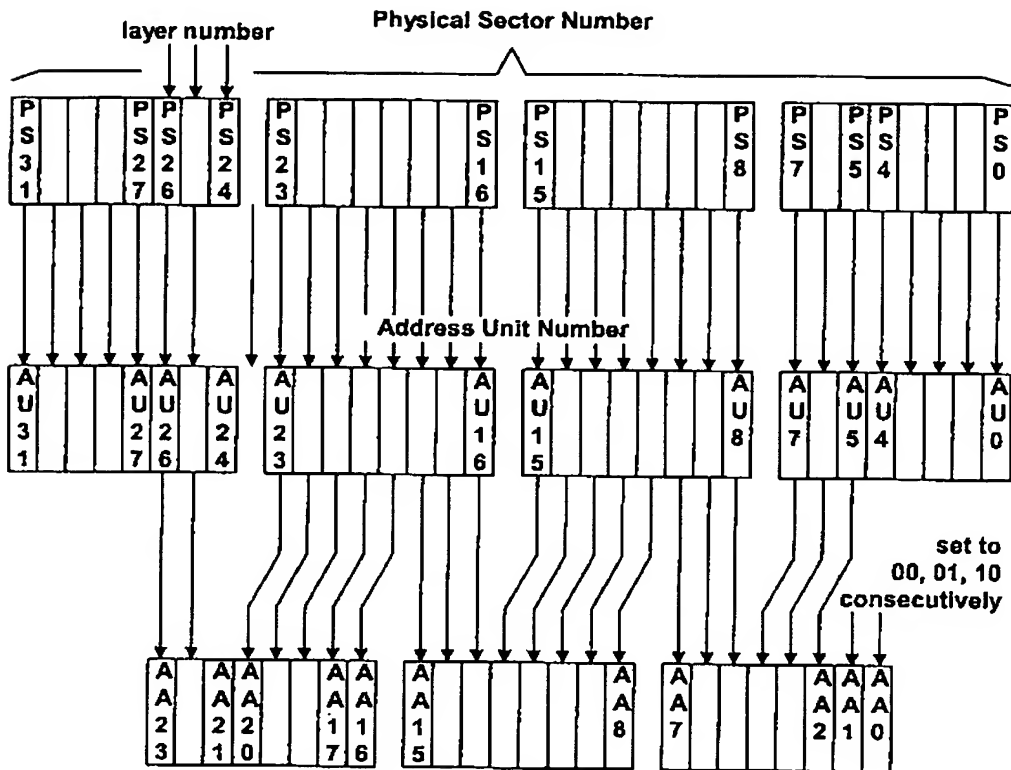 Physical Sector Number
layer number
PS31 PS27 PS26 PS24 PS23 PS16 PS15 PS8 PS7 PS5 PS4 PS0
Address Unit Number
AU31 AU27 AU26 AU24 AU23 AU16 AU15 AU8 AU7 AU5 AU4 AU0
set to
00, 01, 10
consecutively
AA23 AA21 AA20 AA17 AA16 AA15 AA8 AA7 AA2 AA1 AA0